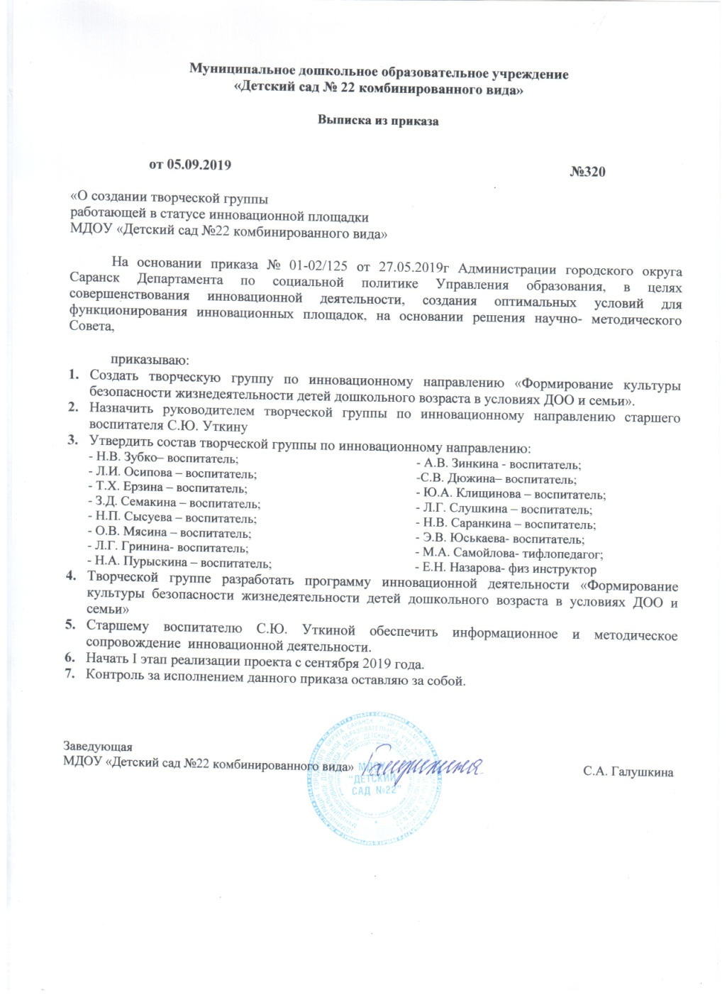 Муниципальное дошкольное образовательное учреждение
«Детский сад № 22 комбинированного вида»
Выписка из приказа
от 05.09.2019
№320
«О создании творческой группы
работающей в статусе инновационной площадки
МДОУ «Детский сад №22 комбинированного вида»
На основании приказа № 01-02/125 от 27.05.2019г Администрации городского округа
Саранск Департамента по социальной политике Управления образования, в целях
совершенствования инновационной деятельности, создания оптимальных условий для
функционирования инновационных площадок, на основании решения научно- методического
Совета,
приказываю:
1. Создать творческую группу по инновационному направлению «Формирование культуры
безопасности жизнедеятельности детей дошкольного возраста в условиях ДОО и семьи».
2. Назначить руководителем творческой группы по инновационному направлению старшего
воспитателя С.Ю. Уткину
3. Утвердить состав творческой группы по инновационному направлению:
- Н.В. Зубко– воспитатель;
- Л.И. Осипова – воспитатель;
- Т.Х. Ерзина – воспитатель;
- З.Д. Семакина – воспитатель;
- Н.П. Сысуева – воспитатель;
- О.В. Мясина – воспитатель;
- Л.Г. Гринина- воспитатель;
- Н.А. Пурыскина – воспитатель;
- А.В. Зинкина - воспитатель;
-С.В. Дюжина– воспитатель;
- Ю.А. Клищинова – воспитатель;
- Л.Г. Слушкина – воспитатель;
- Н.В. Саранкина – воспитатель;
- Э.В. Юськаева- воспитатель;
- М.А. Самойлова- тифлопедагог;
- Е.Н. Назарова- физ инструктор
4. Творческой группе разработать программу инновационной деятельности «Формирование
культуры безопасности жизнедеятельности детей дошкольного возраста в условиях ДОО и
семьи»
5. Старшему воспитателю С.Ю. Уткиной обеспечить информационное и методическое
сопровождение инновационной деятельности.
6. Начать I этап реализации проекта с сентября 2019 года.
7. Контроль за исполнением данного приказа оставляю за собой.
Заведующая
МДОУ «Детский сад №22 комбинированного вида»
С.А. Галушкина
МДОУ
"ДЕТСКИЙ
САД №22"